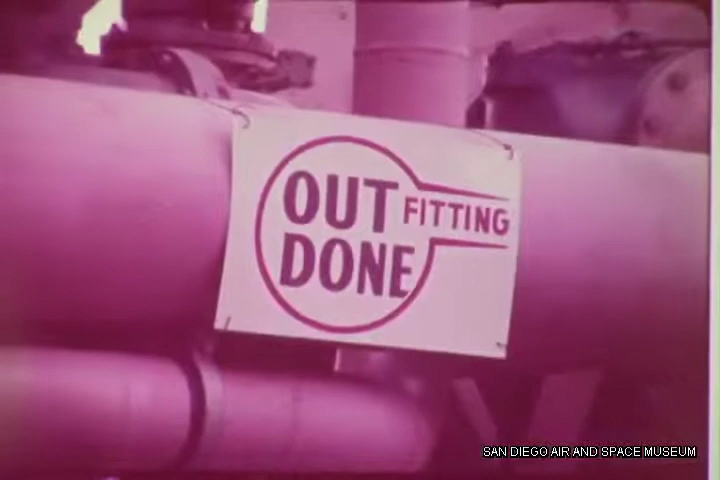 OUT FITTING
DONE
SAN DIEGO AIR AND SPACE MUSEUM